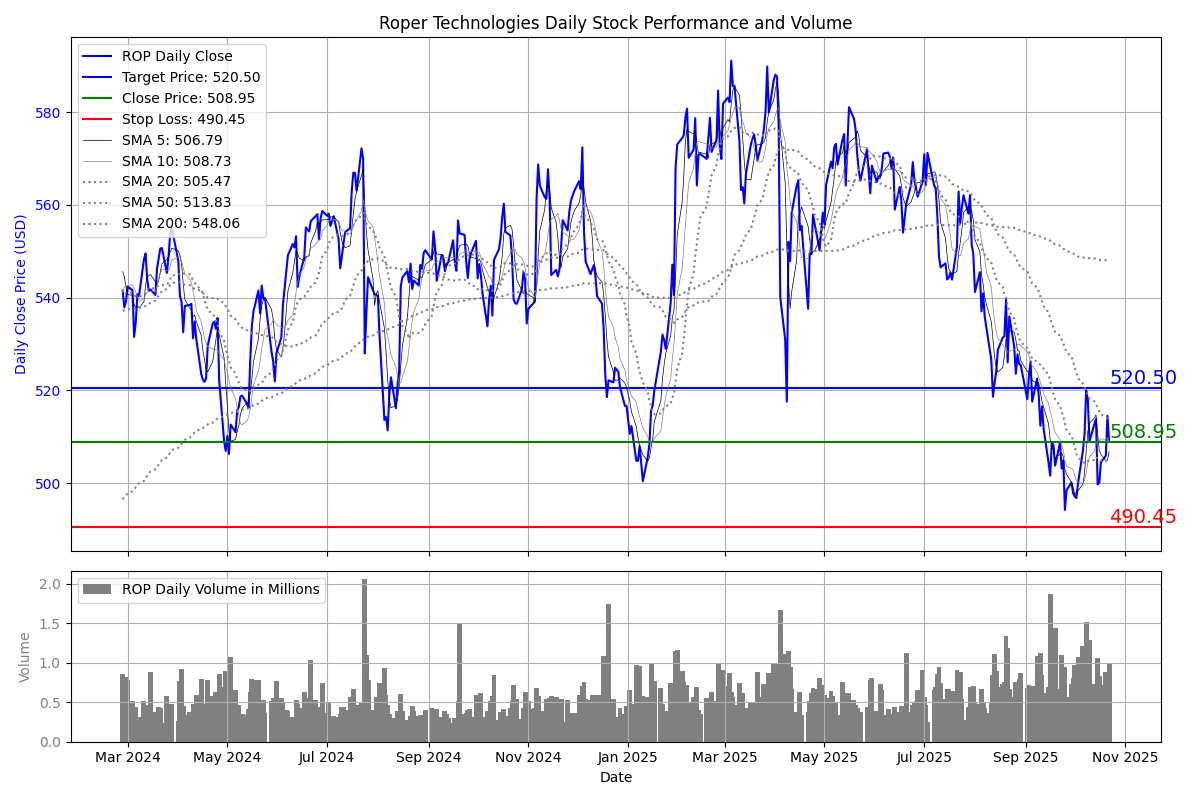 Roper Technologies Daily Stock Performance and Volume
ROP Daily Close
Target Price: 520.50
Close Price: 508.95
Stop Loss: 490.45
SMA 5: 506.79
SMA 10: 508.73
SMA 20: 505.47
SMA 50: 513.83
SMA 200: 548.06
Daily Close Price (USD)
580
560
540
520
500
520.50
508.95
490.45
ROP Daily Volume in Millions
Volume
2.0
1.5
1.0
0.5
0.0
Mar 2024 May 2024 Jul 2024 Sep 2024 Nov 2024 Jan 2025 Mar 2025 May 2025 Jul 2025 Sep 2025 Nov 2025
Date